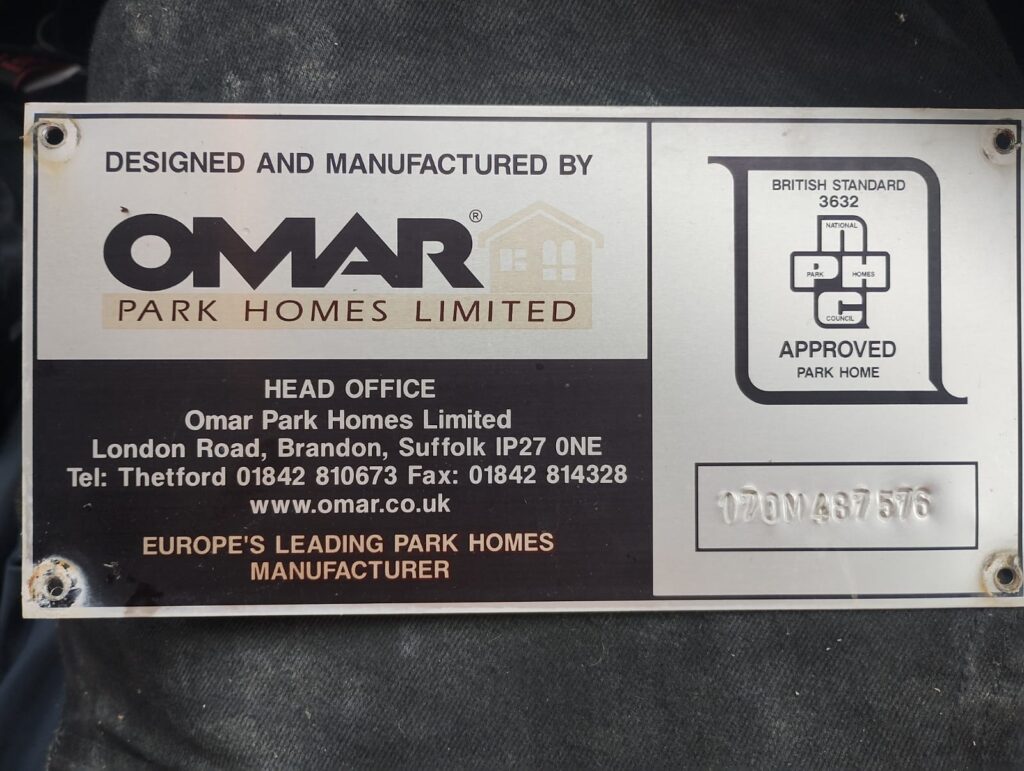 DESIGNED AND MANUFACTURED BY
OMAR®
PARK HOMES LIMITED
HEAD OFFICE
Omar Park Homes Limited
London Road, Brandon, Suffolk IP27 0NE
Tel: Thetford 01842 810673 Fax: 01842 814328
www.omar.co.uk
EUROPE'S LEADING PARK HOMES
MANUFACTURER
BRITISH STANDARD
3632
NATIONAL
PARK HOMES
COUNCIL
APPROVED
PARK HOME
17OM487576